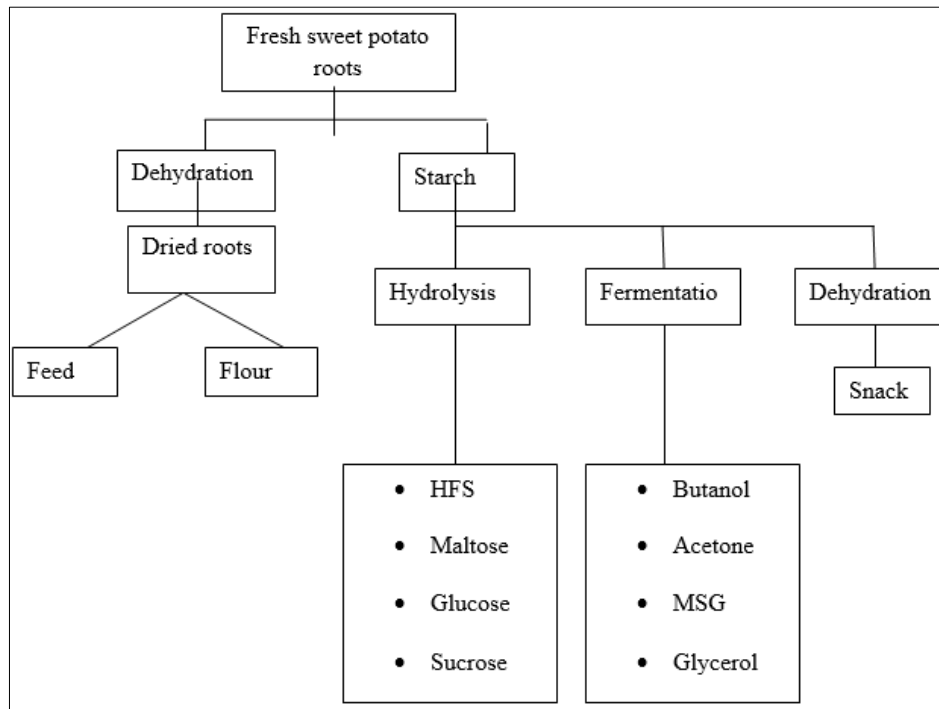 Fresh sweet potato
roots
Dehydration
Starch
Dried roots
Hydrolysis
Fermentatio
Dehydration
Feed
Flour
Snack
• HFS
• Maltose
• Glucose
• Sucrose
• Butanol
• Acetone
• MSG
• Glycerol